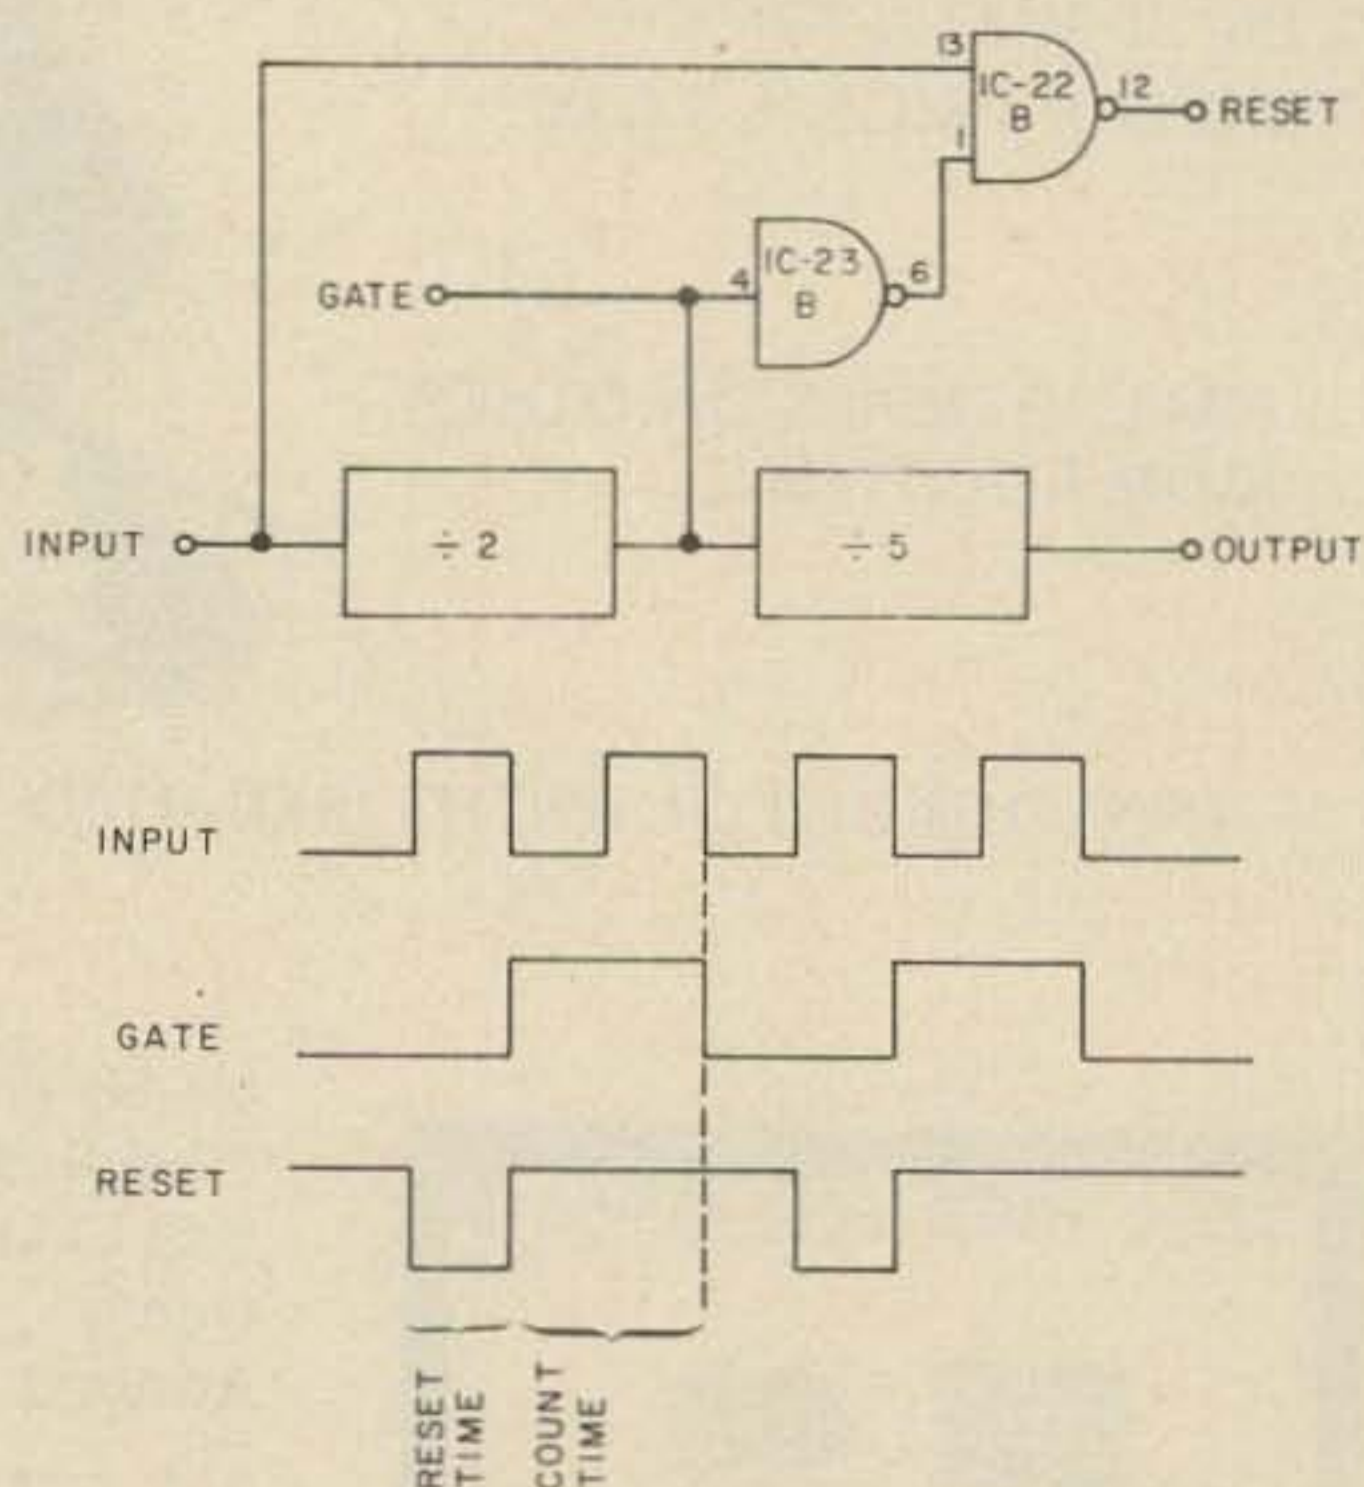 13
IC-22
B
12
RESET
1
GATE
4
IC-23
B
6
INPUT
÷ 2
÷ 5
OUTPUT
INPUT
GATE
RESET
RESET
TIME
COUNT
TIME